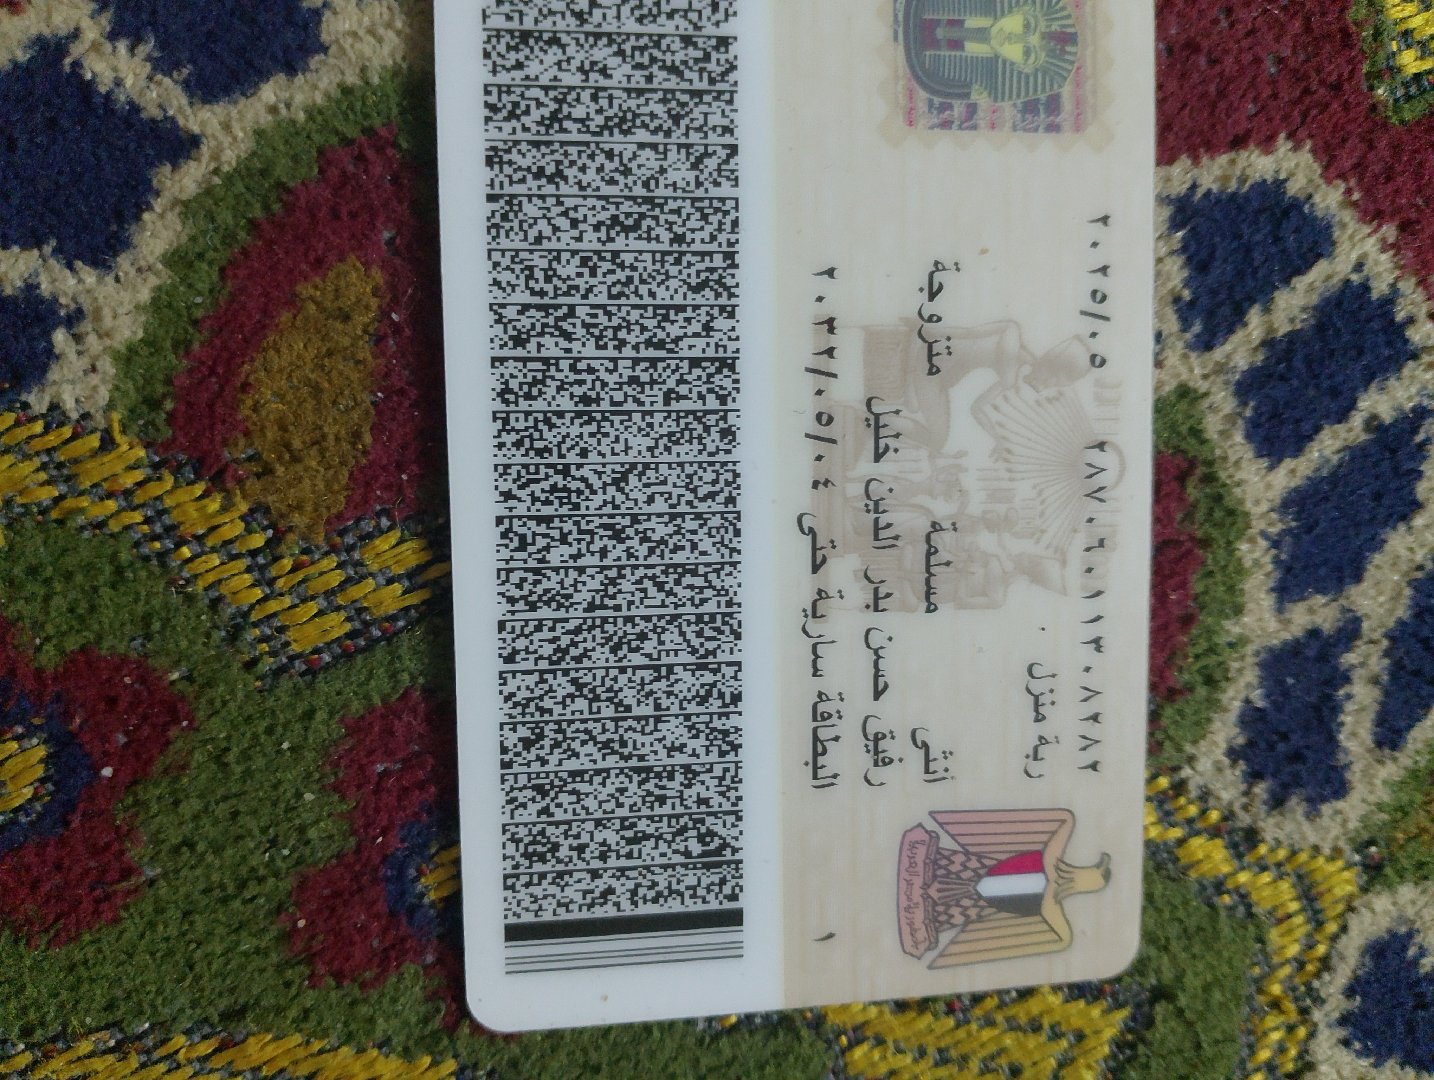 ٢٨٧٠٩٠١١٣٠٨٢٨٢ ٢٠٢٥/٠٥
ربة منزل .
أنثى مسلمة متزوجة
رفيق حسن بدر الدين خليل
البطاقة سارية حتى ٢٠٣٢/٠٥/٠٤
١